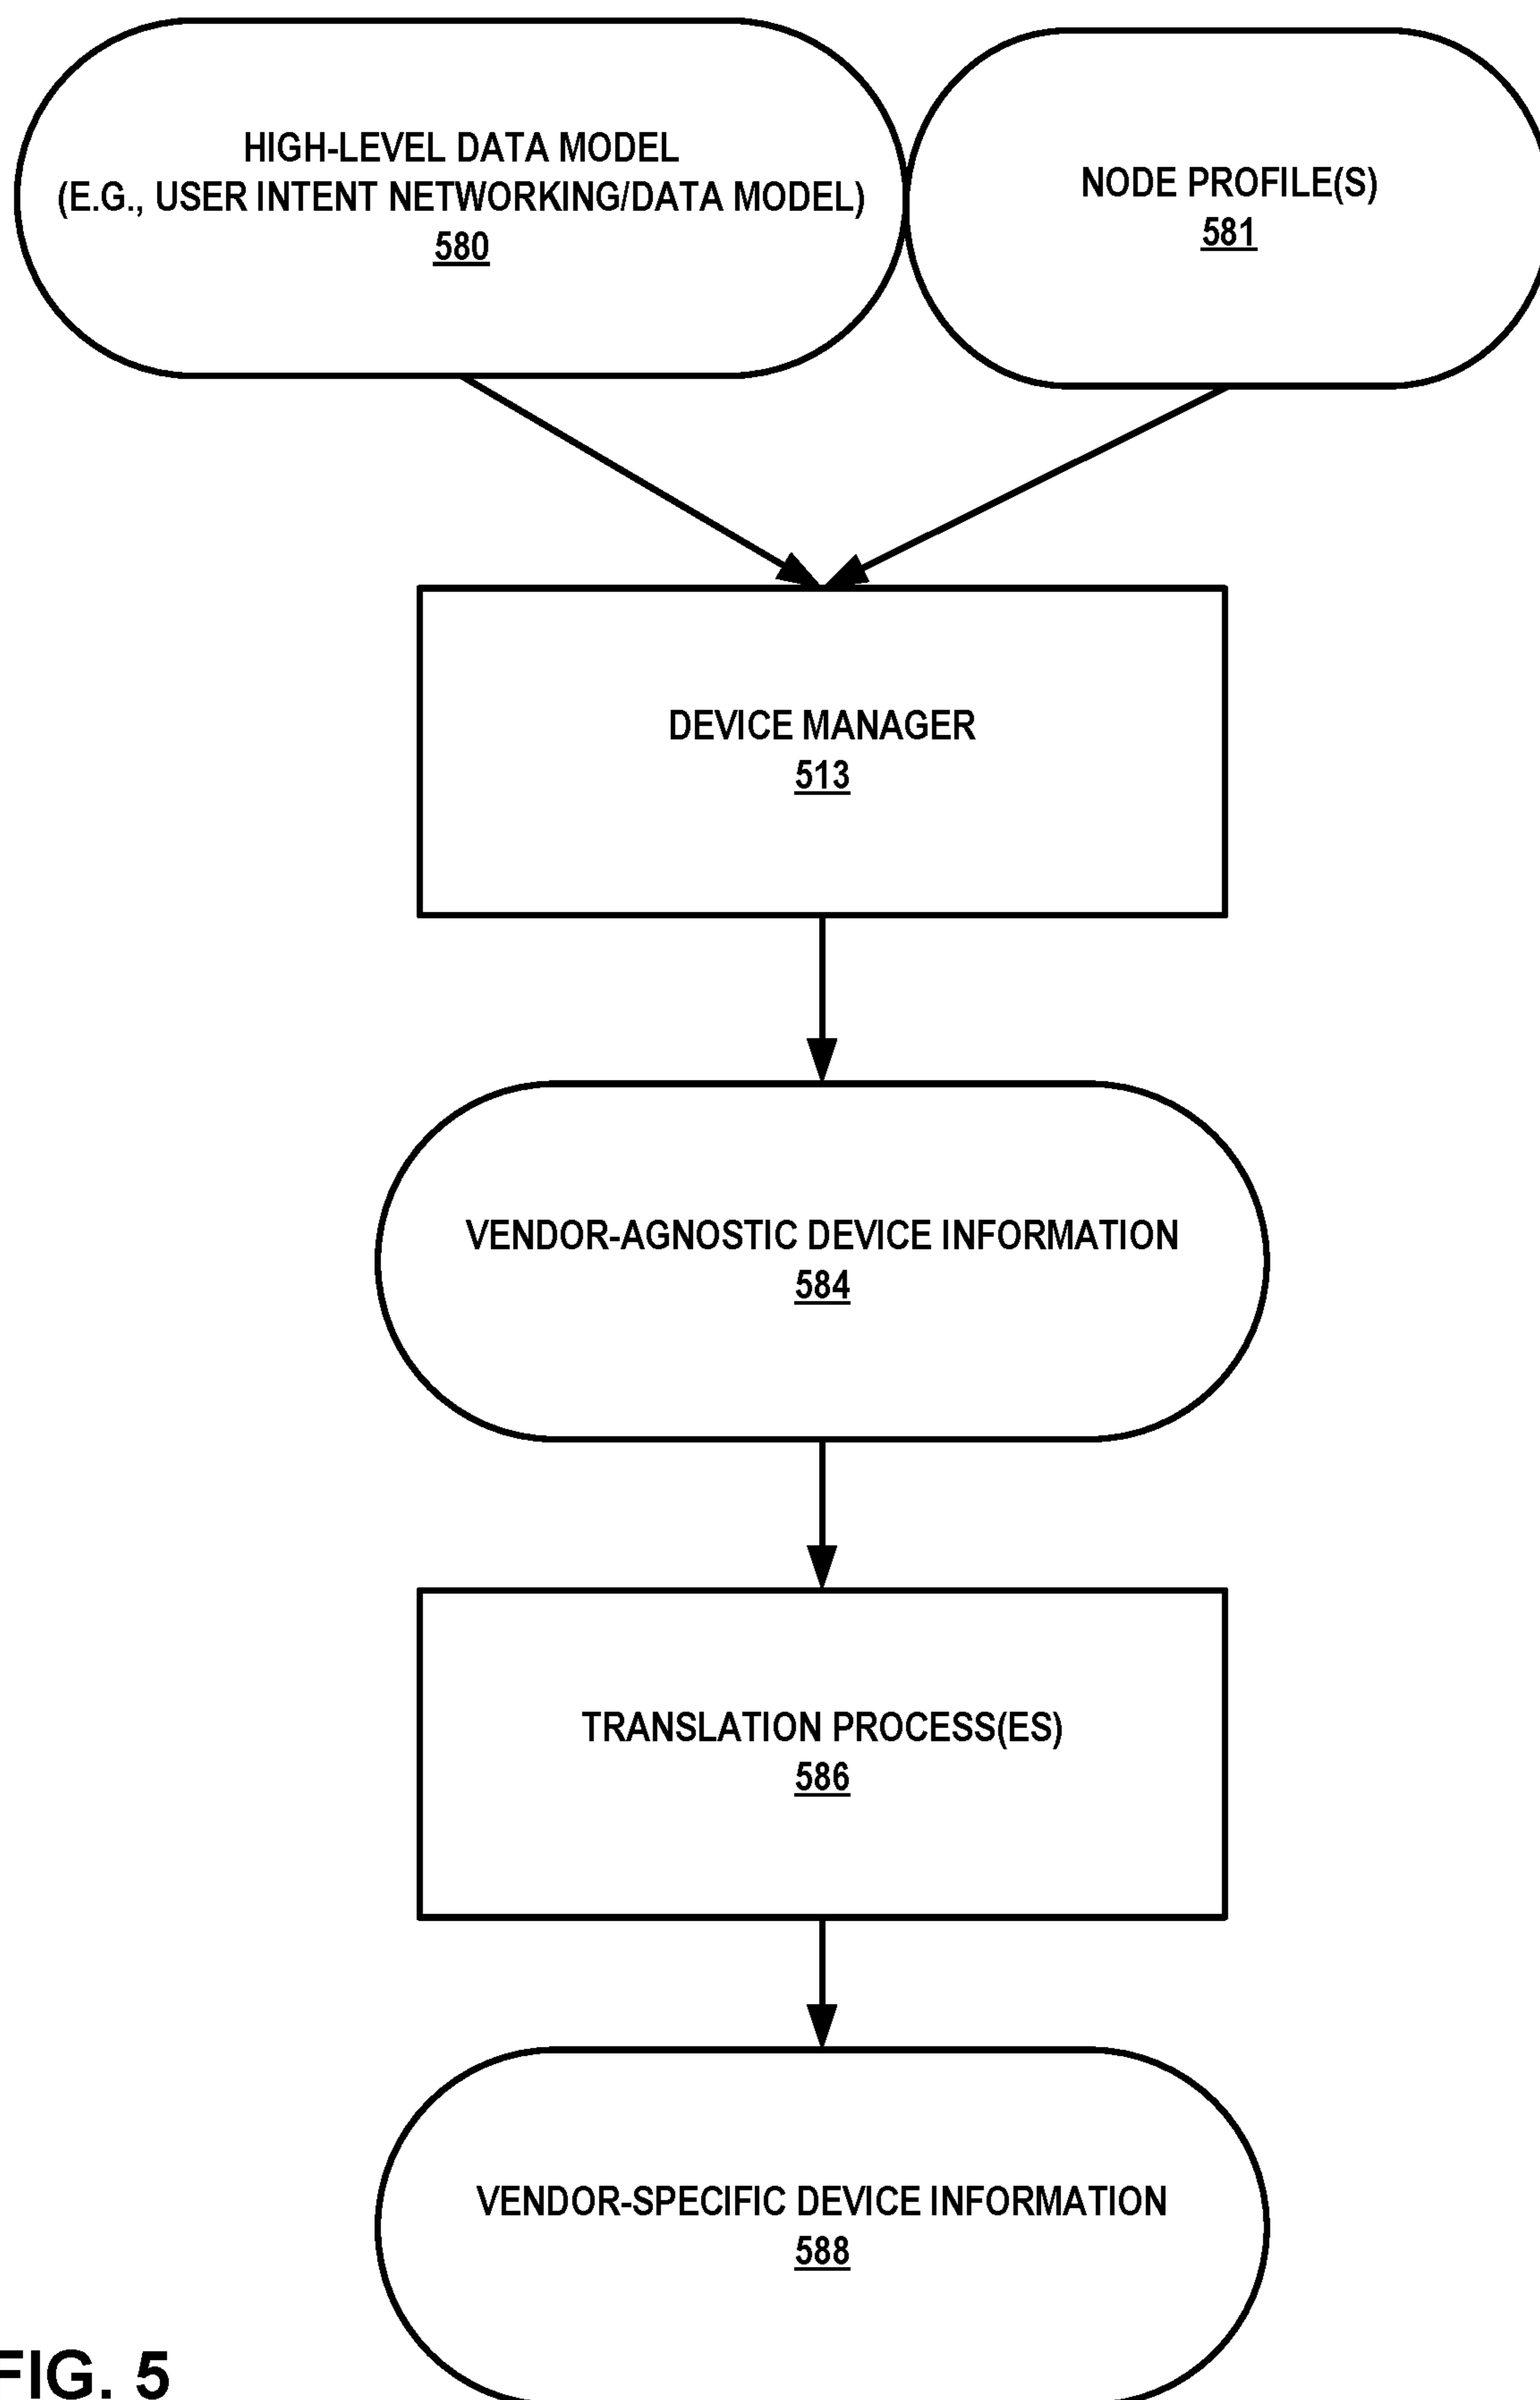 HIGH-LEVEL DATA MODEL
(E.G., USER INTENT NETWORKING/DATA MODEL)
580
NODE PROFILE(S)
581
DEVICE MANAGER
513
VENDOR-AGNOSTIC DEVICE INFORMATION
584
TRANSLATION PROCESS(ES)
586
VENDOR-SPECIFIC DEVICE INFORMATION
588
FIG. 5